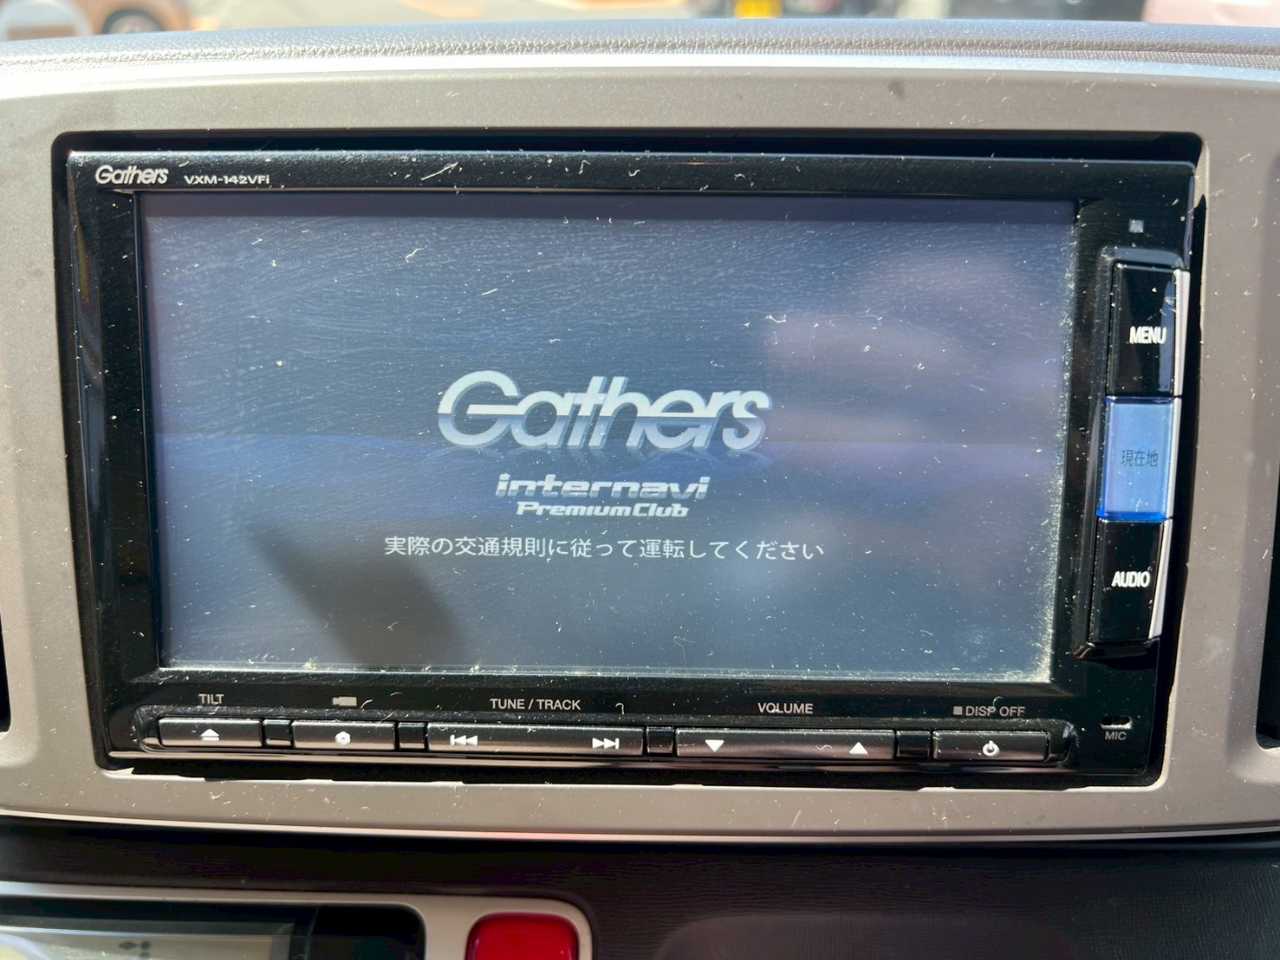 Gathers VXM-142VFi
Gathers
internavi
Premium Club
実際の交通規則に従って運転してください
MENU
現在地
AUDIO
TILT
TUNE / TRACK
VOLUME
DISP OFF
MIC